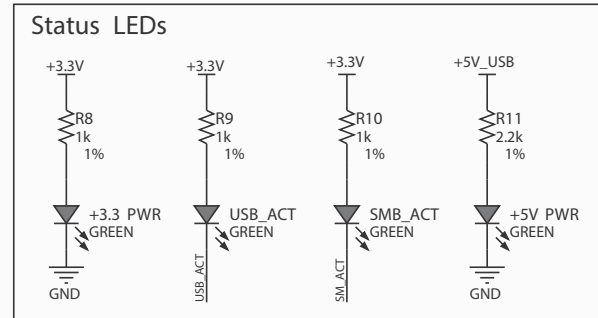 Status LEDs
+3.3V
R8
1k
1%
+3.3 PWR
GREEN
GND
+3.3V
R9
1k
1%
USB_ACT
GREEN
USB_ACT
+3.3V
R10
1k
1%
SMB_ACT
GREEN
SM_ACT
+5V_USB
R11
2.2k
1%
+5V PWR
GREEN
GND